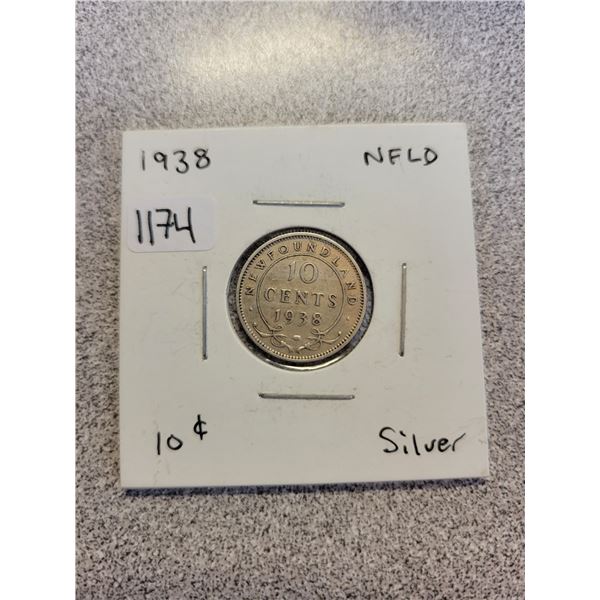 1938 NFLD
1174
NEWFOUNDLAND
10
CENTS
1938
10 ¢ Silver